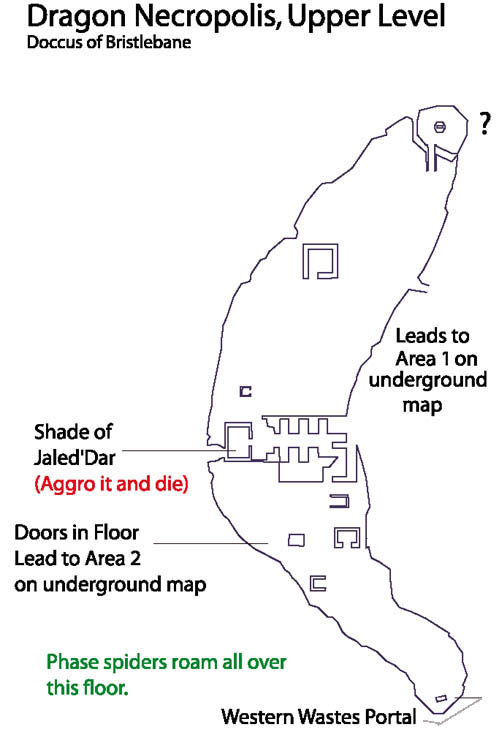 Dragon Necropolis, Upper Level
Doccus of Bristlebane
?
Leads to
Area 1 on
underground
map
Shade of
Jaled'Dar
(Aggro it and die)
Doors in Floor
Lead to Area 2
on underground map
Phase spiders roam all over
this floor.
Western Wastes Portal